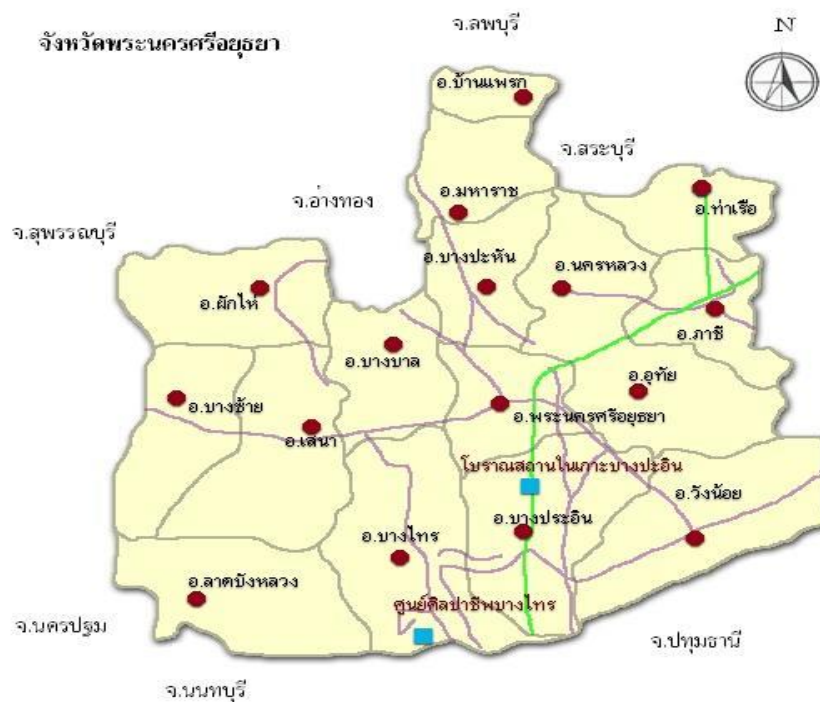 จ.ลพบุรี
N
จังหวัดพระนครศรีอยุธยา
อ.บ้านแพรก
จ.สระบุรี
อ.มหาราช
จ.อ่างทอง
อ.ท่าเรือ
จ.สุพรรณบุรี
อ.บางปะหัน
อ.นครหลวง
อ.ผักไห่
อ.ภาชี
อ.บางบาล
อ.อุทัย
อ.บางซ้าย
อ.พระนครศรีอยุธยา
อ.เสนา
โบราณสถานในเกาะบางปะอิน
อ.วังน้อย
อ.บางประอิน
อ.บางไทร
อ.ลาดบังหลวง
ศูนย์ศิลปาชีพบางไทร
จ.นครปฐม
จ.ปทุมธานี
จ.นนทบุรี